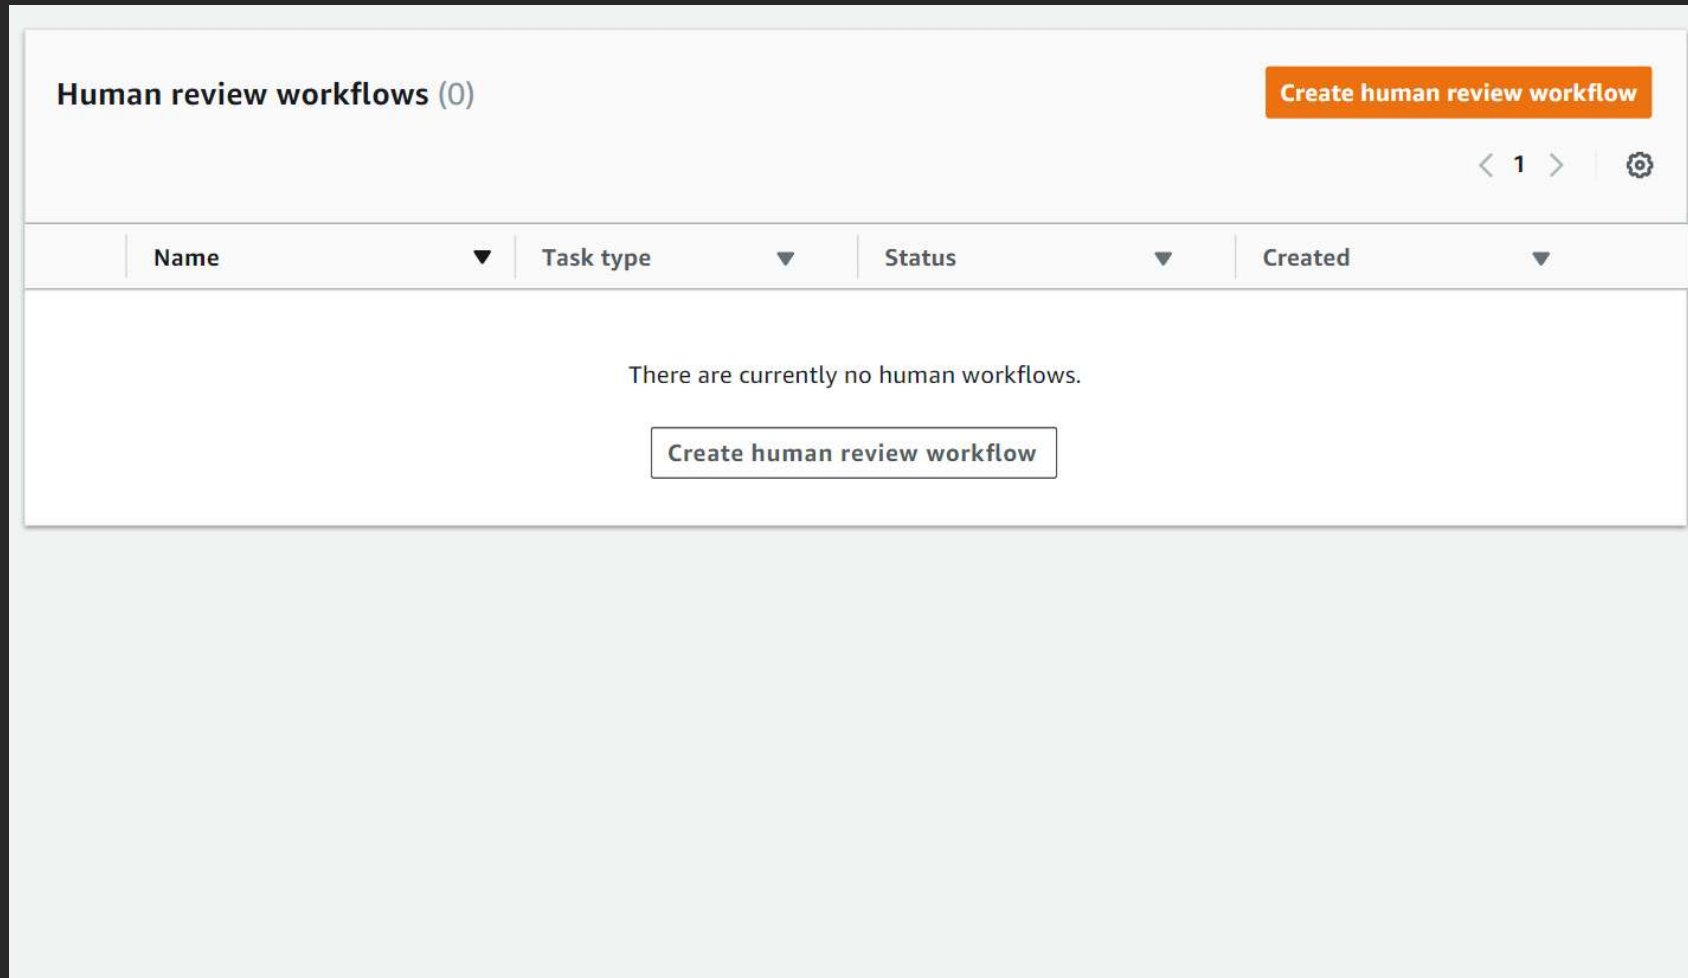 Human review workflows (0)
Create human review workflow
1
Name Task type Status Created
There are currently no human workflows.
Create human review workflow